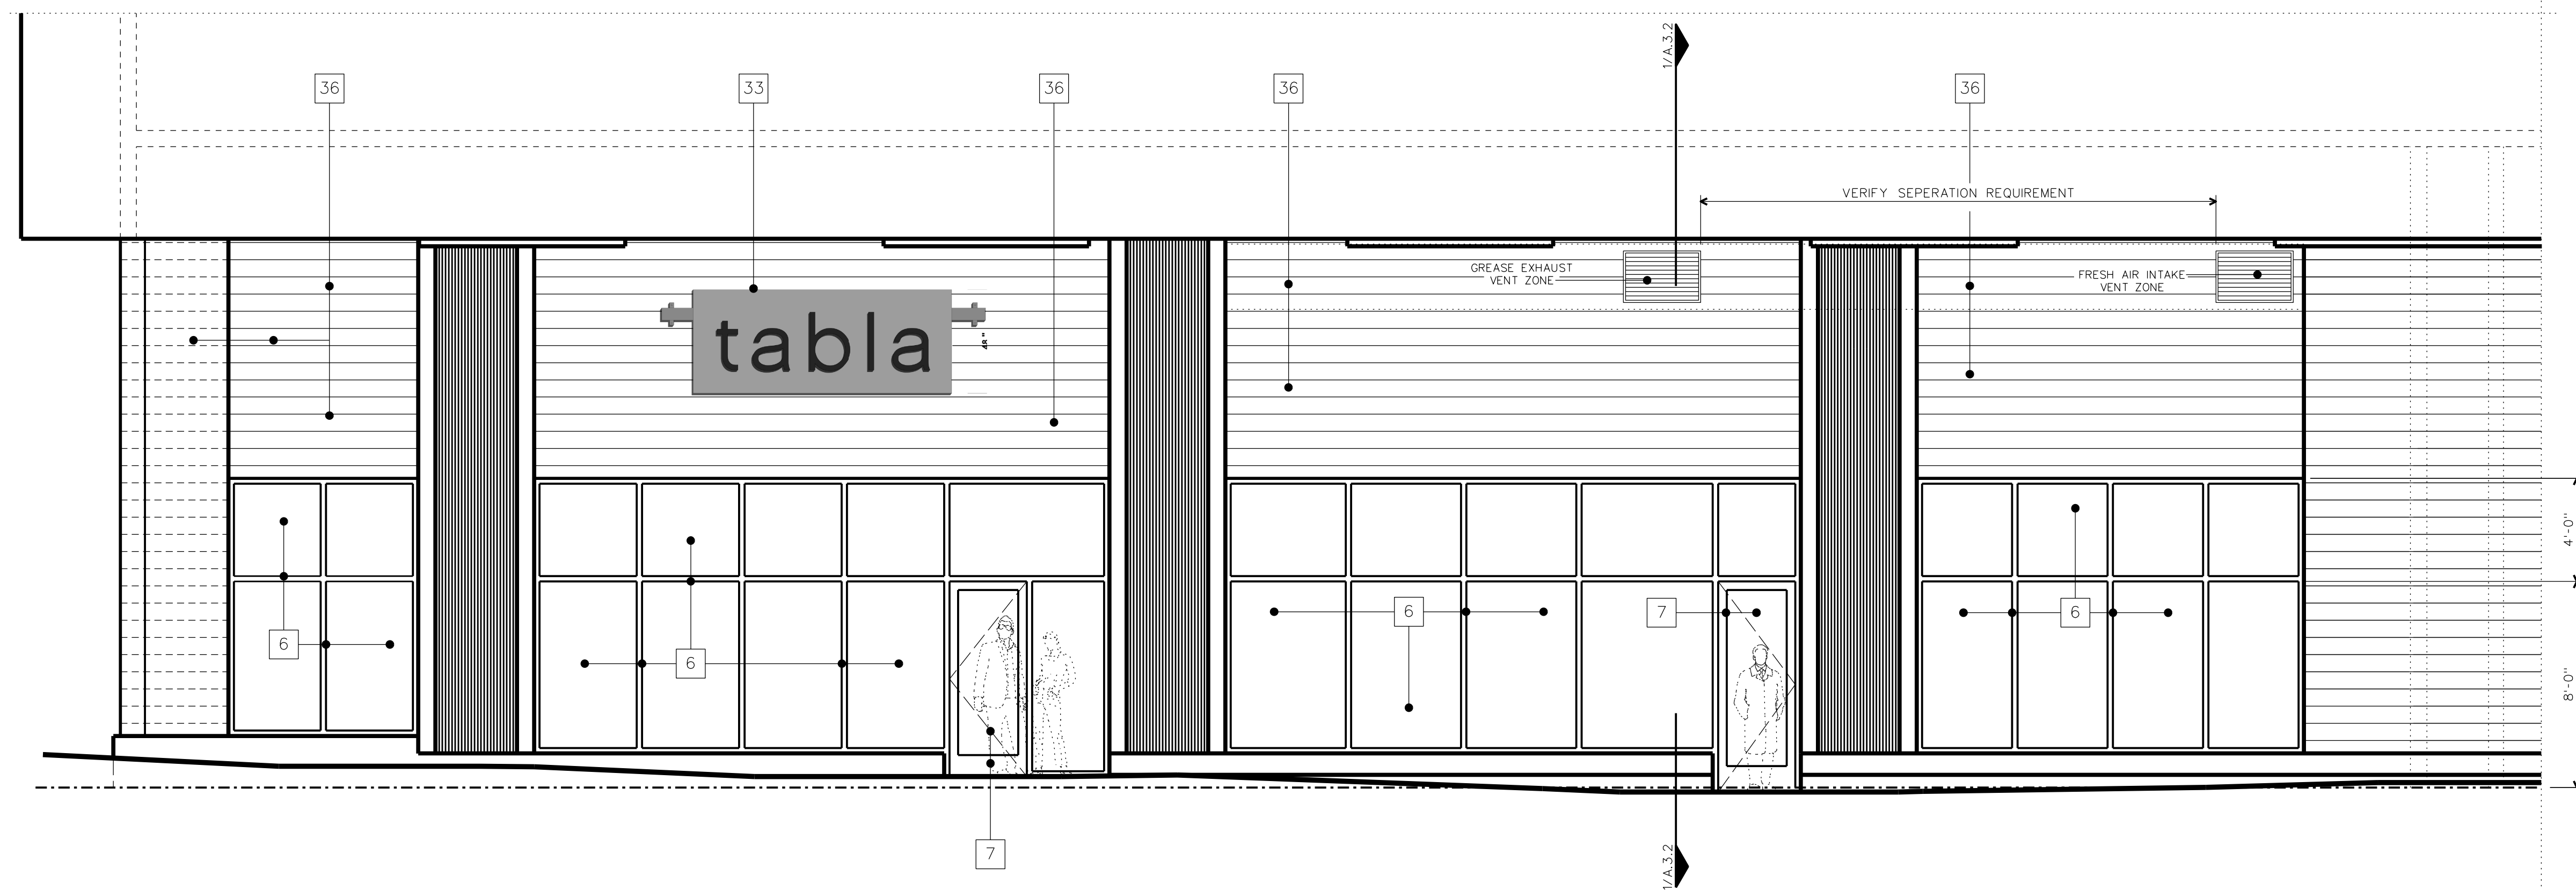 1/A.3.2
36
33
36
36
36
VERIFY SEPERATION REQUIREMENT
GREASE EXHAUST
VENT ZONE
FRESH AIR INTAKE
VENT ZONE
tabla
48"
4'-0"
6
7
6
6
6
8'-0"
7
1/A.3.2